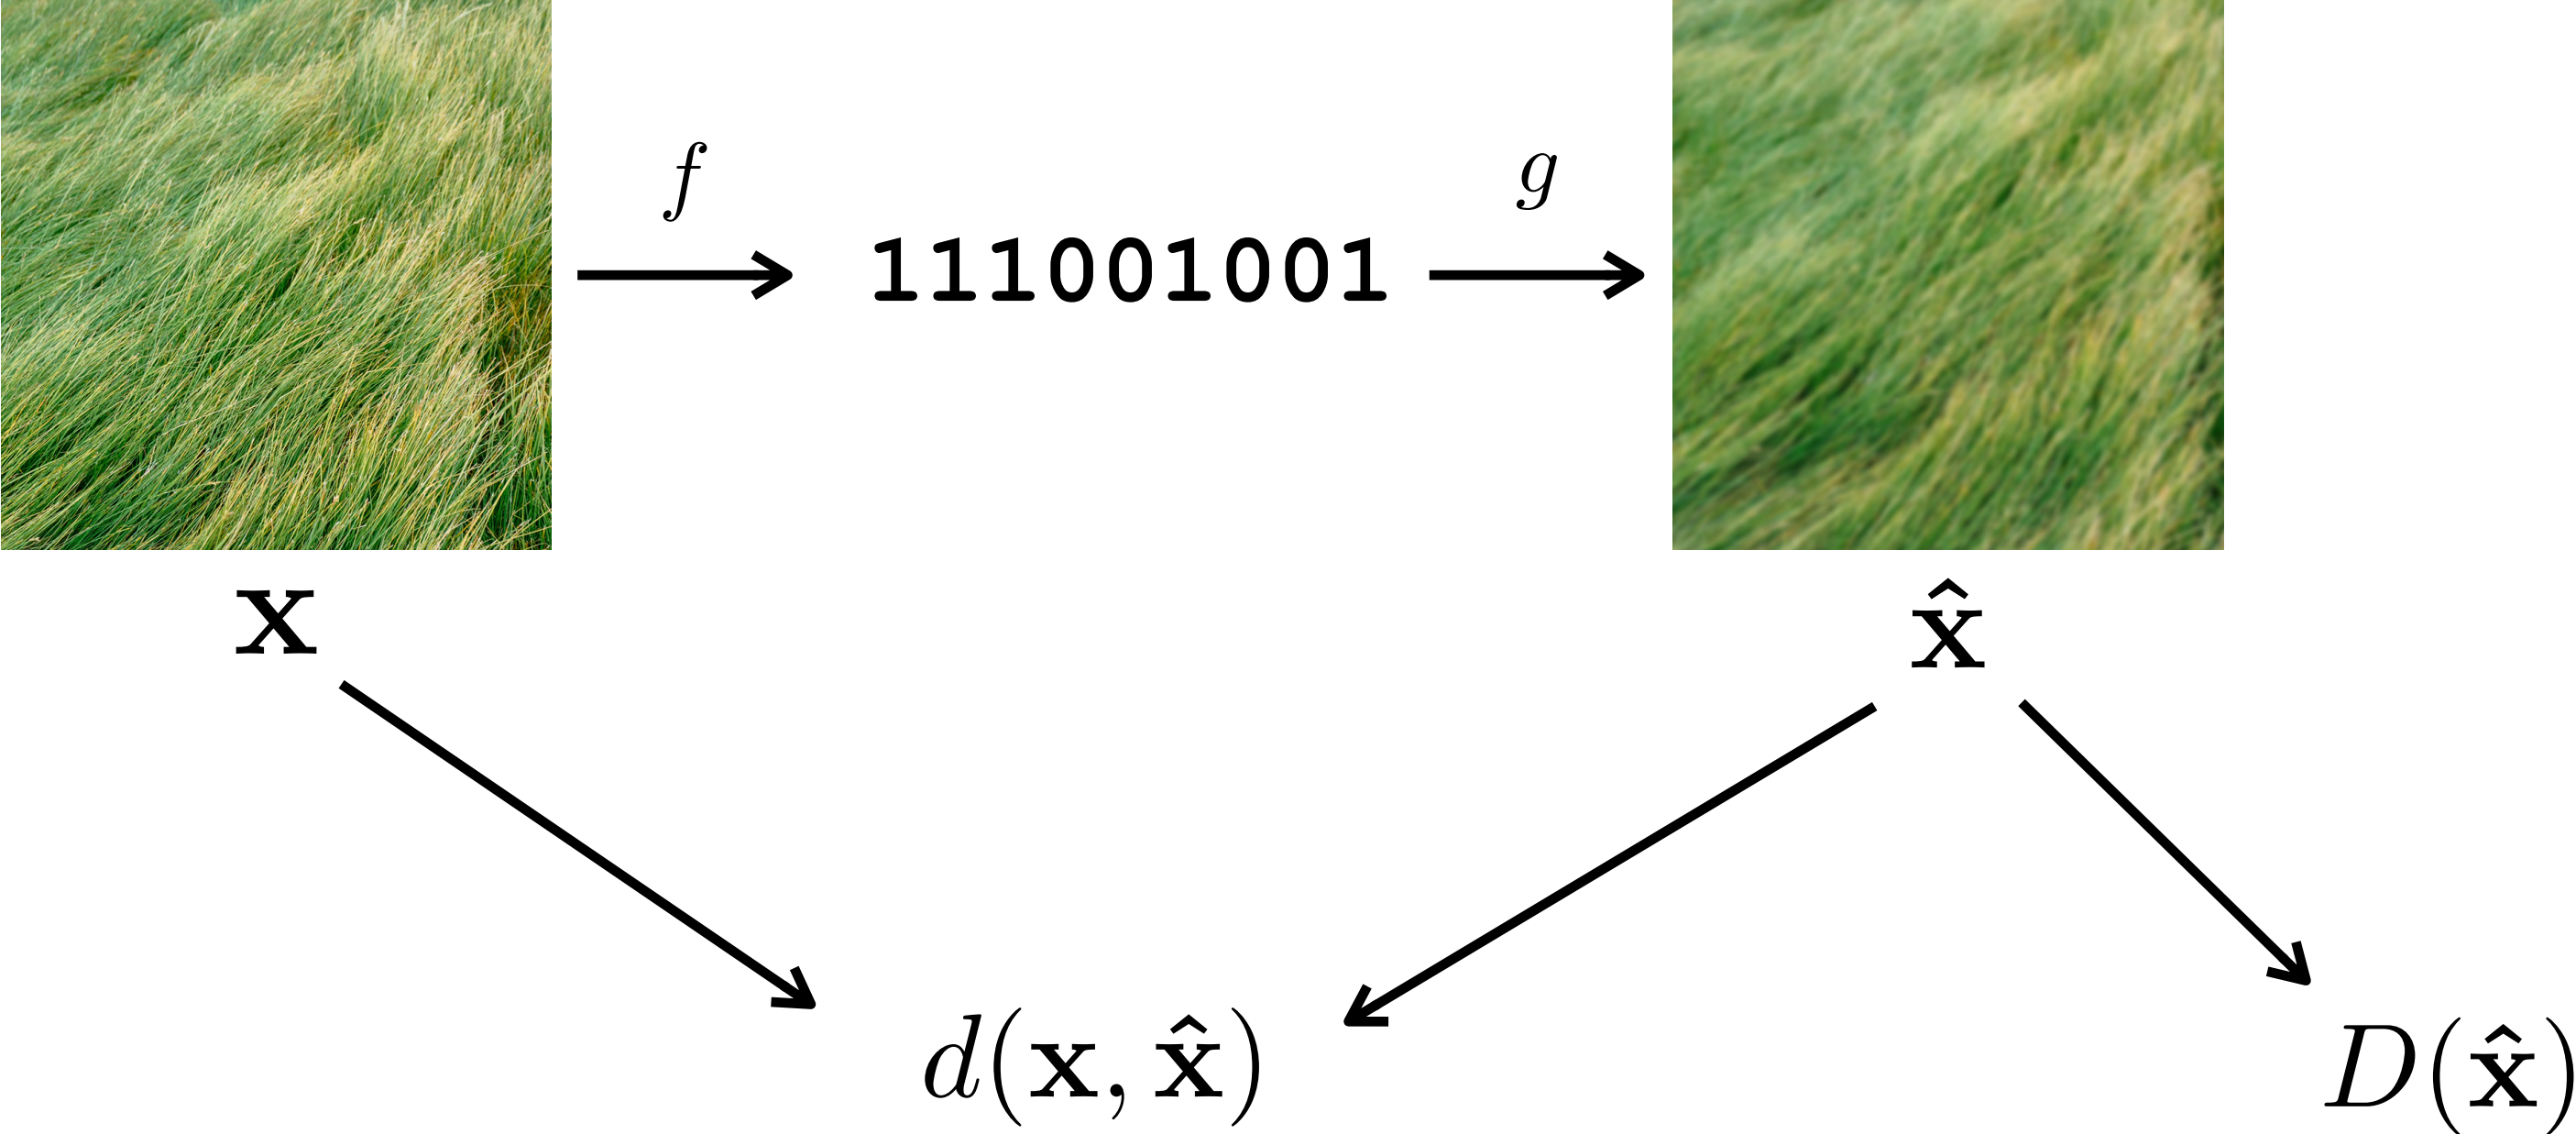 f
g
111001001
x
x̂
d(x, x̂)
D(x̂)